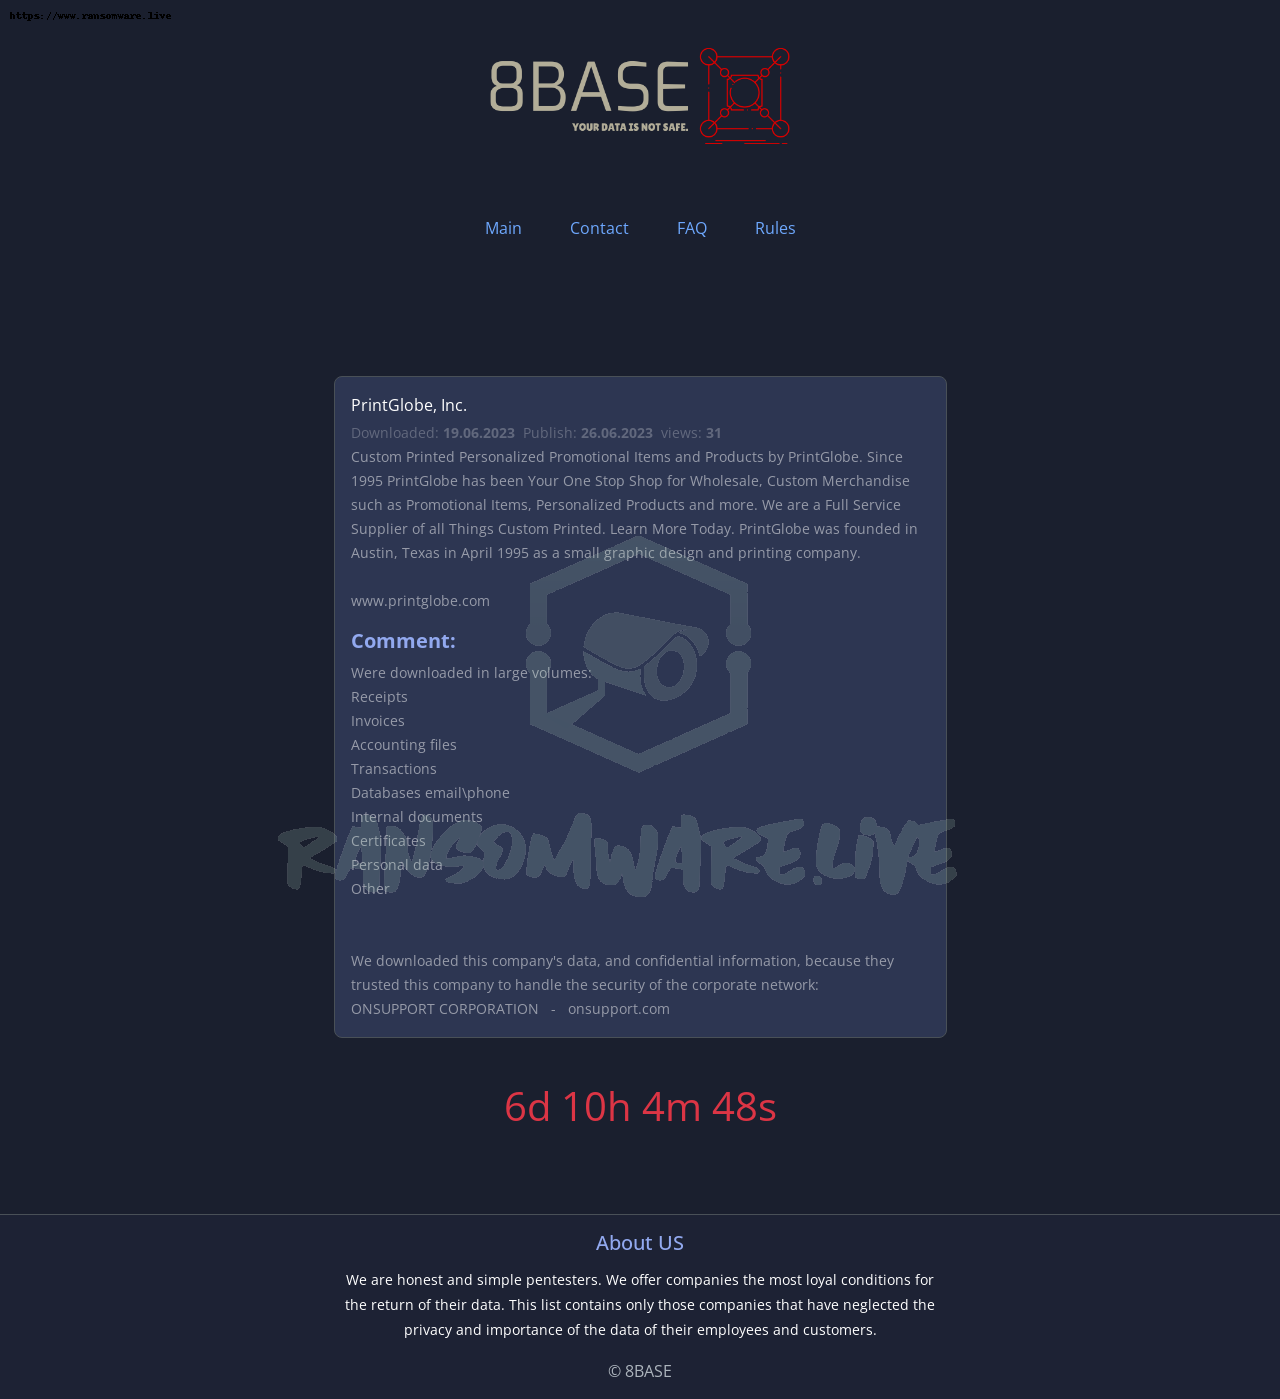 https://www.ransomware.live
8BASE
YOUR DATA IS NOT SAFE.
Main Contact FAQ Rules
PrintGlobe, Inc.
Downloaded: 19.06.2023 Publish: 26.06.2023 views: 31
Custom Printed Personalized Promotional Items and Products by PrintGlobe. Since
1995 PrintGlobe has been Your One Stop Shop for Wholesale, Custom Merchandise
such as Promotional Items, Personalized Products and more. We are a Full Service
Supplier of all Things Custom Printed. Learn More Today. PrintGlobe was founded in
Austin, Texas in April 1995 as a small graphic design and printing company.
www.printglobe.com
Comment:
Were downloaded in large volumes:
Receipts
Invoices
Accounting files
Transactions
Databases email\phone
Internal documents
Certificates
Personal data
Other
RANSOMWARE.LIVE
We downloaded this company's data, and confidential information, because they
trusted this company to handle the security of the corporate network:
ONSUPPORT CORPORATION - onsupport.com
6d 10h 4m 48s
About US
We are honest and simple pentesters. We offer companies the most loyal conditions for
the return of their data. This list contains only those companies that have neglected the
privacy and importance of the data of their employees and customers.
© 8BASE